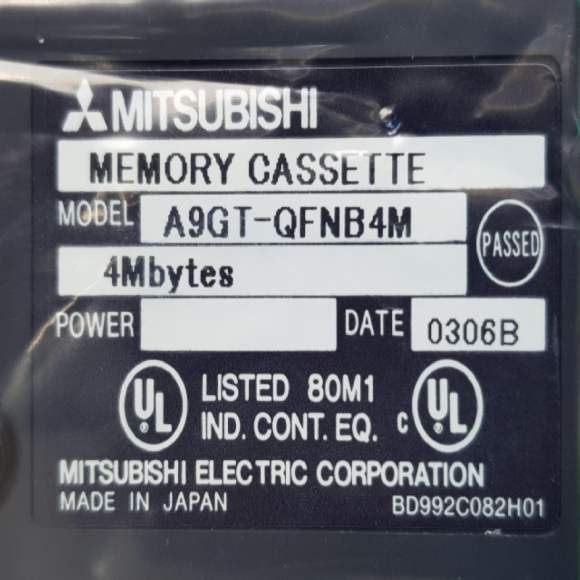 MITSUBISHI
MEMORY CASSETTE
MODEL A9GT-QFNB4M
PASSED
4Mbytes
POWER DATE 0306B
UL LISTED 80M1 C UL
IND. CONT. EQ.
MITSUBISHI ELECTRIC CORPORATION
MADE IN JAPAN BD992C082H01